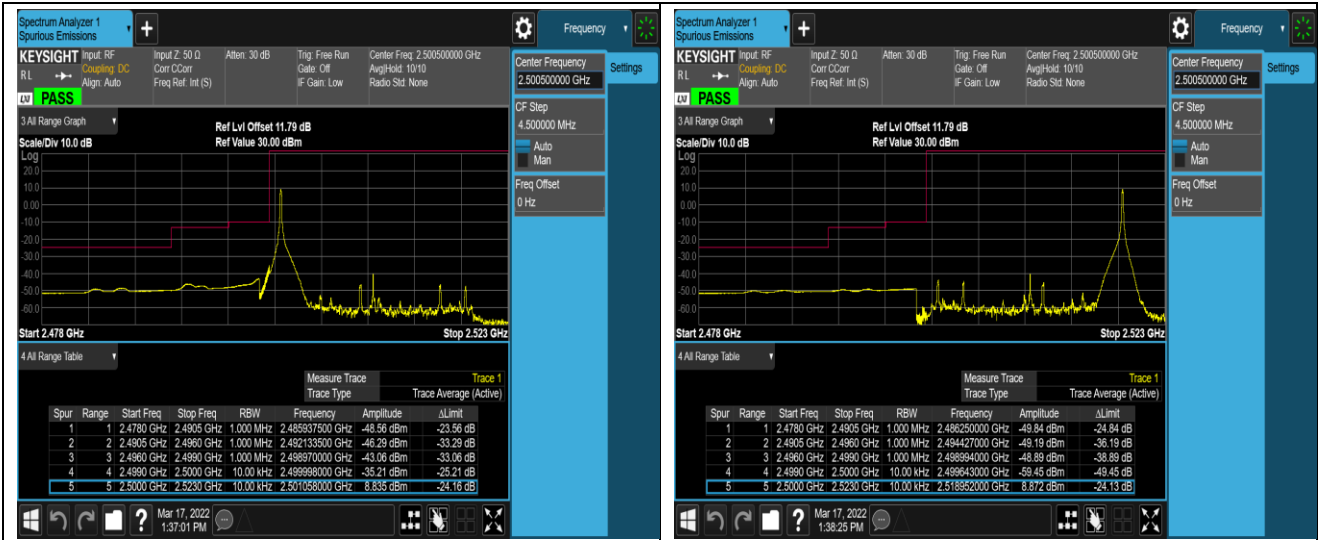 Spectrum Analyzer 1
Spurious Emissions
+
Frequency
KEYSIGHT Input: RF Input Z: 50 Ω Atten: 30 dB Trig: Free Run Center Freq: 2.500500000 GHz
Coupling: DC Corr CCorr Gate: Off Avg|Hold: 10/10
R L Align: Auto Freq Ref: Int (S) IF Gain: Low Radio Std: None
LXI PASS
Center Frequency
2.500500000 GHz
Settings
CF Step
4.500000 MHz
Auto
Man
Freq Offset
0 Hz
3 All Range Graph
Ref Lvl Offset 11.79 dB
Scale/Div 10.0 dB Ref Value 30.00 dBm
Log
20.0
10.0
0.00
-10.0
-20.0
-30.0
-40.0
-50.0
-60.0
Start 2.478 GHz Stop 2.523 GHz
4 All Range Table
Measure Trace Trace 1
Trace Type Trace Average (Active)
Spur Range Start Freq Stop Freq RBW Frequency Amplitude ΔLimit
1 1 2.4780 GHz 2.4905 GHz 1.000 MHz 2.485937500 GHz -48.56 dBm -23.56 dB
2 2 2.4905 GHz 2.4960 GHz 1.000 MHz 2.492133500 GHz -46.29 dBm -33.29 dB
3 3 2.4960 GHz 2.4990 GHz 1.000 MHz 2.498970000 GHz -43.06 dBm -33.06 dB
4 4 2.4990 GHz 2.5000 GHz 10.00 kHz 2.499998000 GHz -35.21 dBm -25.21 dB
5 5 2.5000 GHz 2.5230 GHz 10.00 kHz 2.501058000 GHz 8.835 dBm -24.16 dB
?
Mar 17, 2022
1:37:01 PM
Spectrum Analyzer 1
Spurious Emissions
+
Frequency
KEYSIGHT Input: RF Input Z: 50 Ω Atten: 30 dB Trig: Free Run Center Freq: 2.500500000 GHz
Coupling: DC Corr CCorr Gate: Off Avg|Hold: 10/10
R L Align: Auto Freq Ref: Int (S) IF Gain: Low Radio Std: None
LXI PASS
Center Frequency
2.500500000 GHz
Settings
CF Step
4.500000 MHz
Auto
Man
Freq Offset
0 Hz
3 All Range Graph
Ref Lvl Offset 11.79 dB
Scale/Div 10.0 dB Ref Value 30.00 dBm
Log
20.0
10.0
0.00
-10.0
-20.0
-30.0
-40.0
-50.0
-60.0
Start 2.478 GHz Stop 2.523 GHz
4 All Range Table
Measure Trace Trace 1
Trace Type Trace Average (Active)
Spur Range Start Freq Stop Freq RBW Frequency Amplitude ΔLimit
1 1 2.4780 GHz 2.4905 GHz 1.000 MHz 2.486250000 GHz -49.84 dBm -24.84 dB
2 2 2.4905 GHz 2.4960 GHz 1.000 MHz 2.494427000 GHz -49.19 dBm -36.19 dB
3 3 2.4960 GHz 2.4990 GHz 1.000 MHz 2.498994000 GHz -48.89 dBm -38.89 dB
4 4 2.4990 GHz 2.5000 GHz 10.00 kHz 2.499643000 GHz -59.45 dBm -49.45 dB
5 5 2.5000 GHz 2.5230 GHz 10.00 kHz 2.518952000 GHz 8.872 dBm -24.13 dB
?
Mar 17, 2022
1:38:25 PM